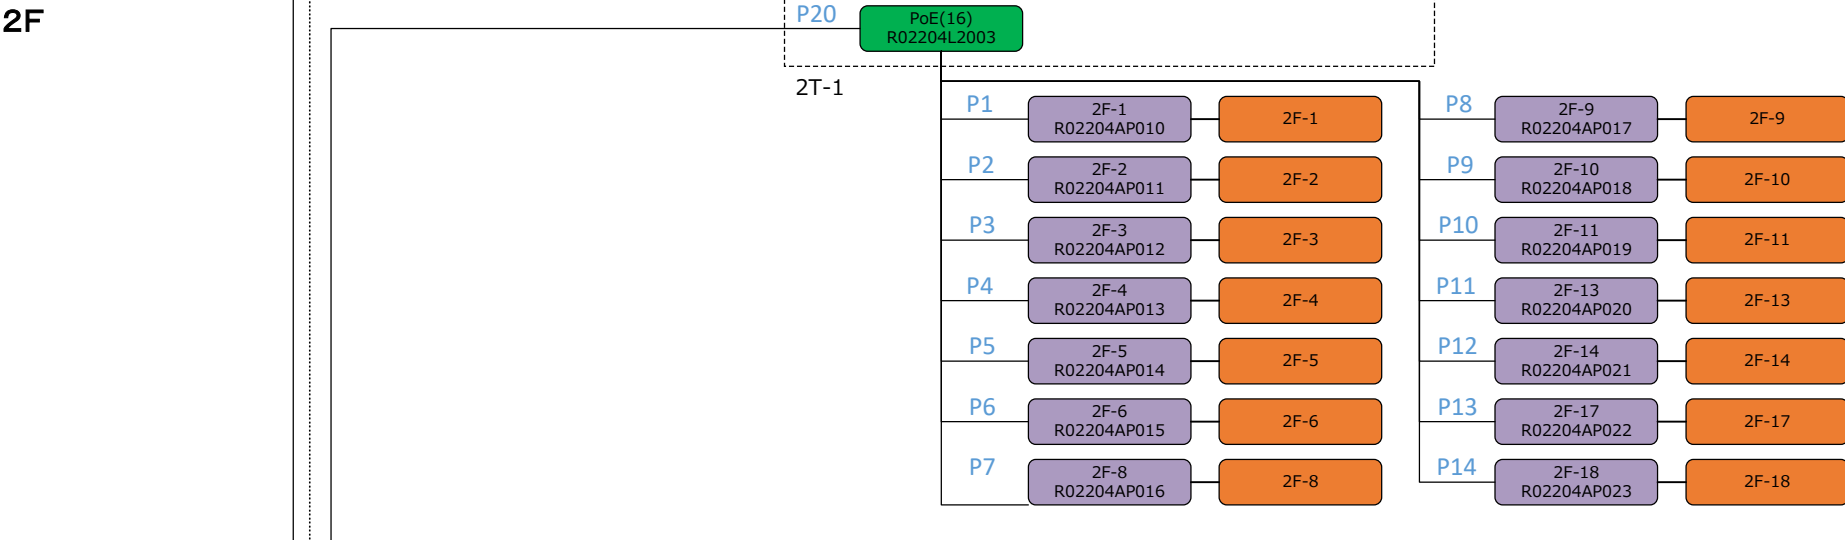 2F
P20
PoE(16)
R02204L2003
2T-1
P1
2F-1
R02204AP010
2F-1
P8
2F-9
R02204AP017
2F-9
P2
2F-2
R02204AP011
2F-2
P9
2F-10
R02204AP018
2F-10
P3
2F-3
R02204AP012
2F-3
P10
2F-11
R02204AP019
2F-11
P4
2F-4
R02204AP013
2F-4
P11
2F-13
R02204AP020
2F-13
P5
2F-5
R02204AP014
2F-5
P12
2F-14
R02204AP021
2F-14
P6
2F-6
R02204AP015
2F-6
P13
2F-17
R02204AP022
2F-17
P7
2F-8
R02204AP016
2F-8
P14
2F-18
R02204AP023
2F-18